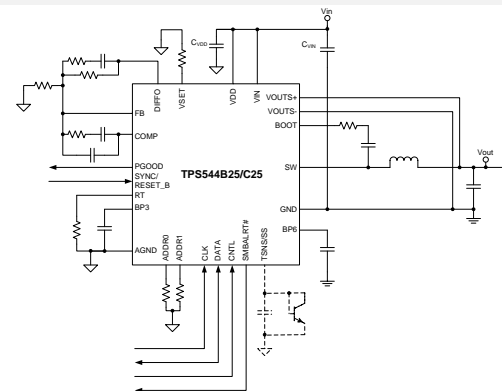 Vin
CVDD
CVIN
DIFFO
VSET
VDD
VIN
VOUTS+
VOUTS-
FB
BOOT
COMP
Vout
PGOOD
TPS544B25/C25
SW
SYNC/
RESET_B
RT
BP3
GND
BP6
AGND
ADDR0
ADDR1
CLK
DATA
CNTL
SMBALRT#
TSNS/SS